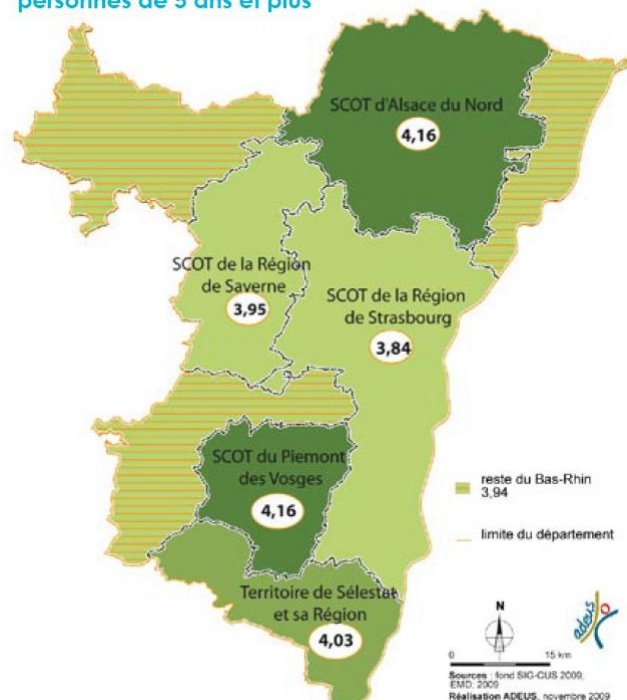 personnes de 5 ans et plus
SCOT d'Alsace du Nord
4,16
SCOT de la Région
de Saverne
3,95
SCOT de la Région
de Strasbourg
3,84
SCOT du Piemont
des Vosges
4,16
reste du Bas-Rhin
3,94
limite du département
Territoire de Sélestat
et sa Région
4,03
N
0 15 km
adeus
Sources : fond SIG-CUS 2009,
EMD, 2009
Réalisation ADEUS, novembre 2009